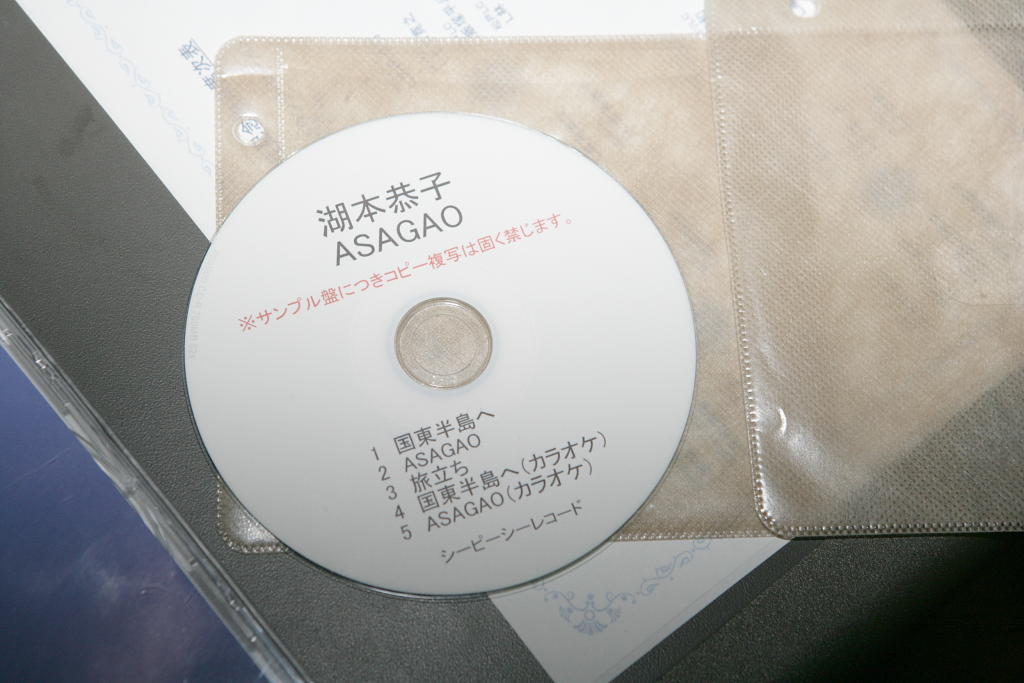 湖本恭子
ASAGAO
※サンプル盤につきコピー複写は固く禁じます。
1 国東半島へ
2 ASAGAO
3 旅立ち
4 国東半島へ(カラオケ)
5 ASAGAO(カラオケ)
シーピーシーレコード